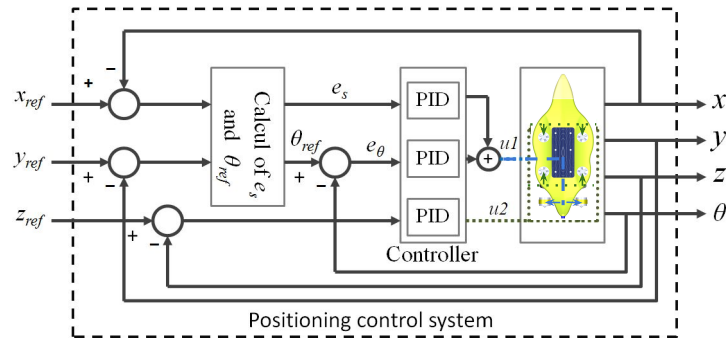 x_ref
y_ref
z_ref
+
−
+
−
+
−
Calcul of e_s
and θ_ref
e_s
θ_ref
+
−
e_θ
PID
PID
PID
+
Controller
u1
u2
x
y
z
θ
Positioning control system